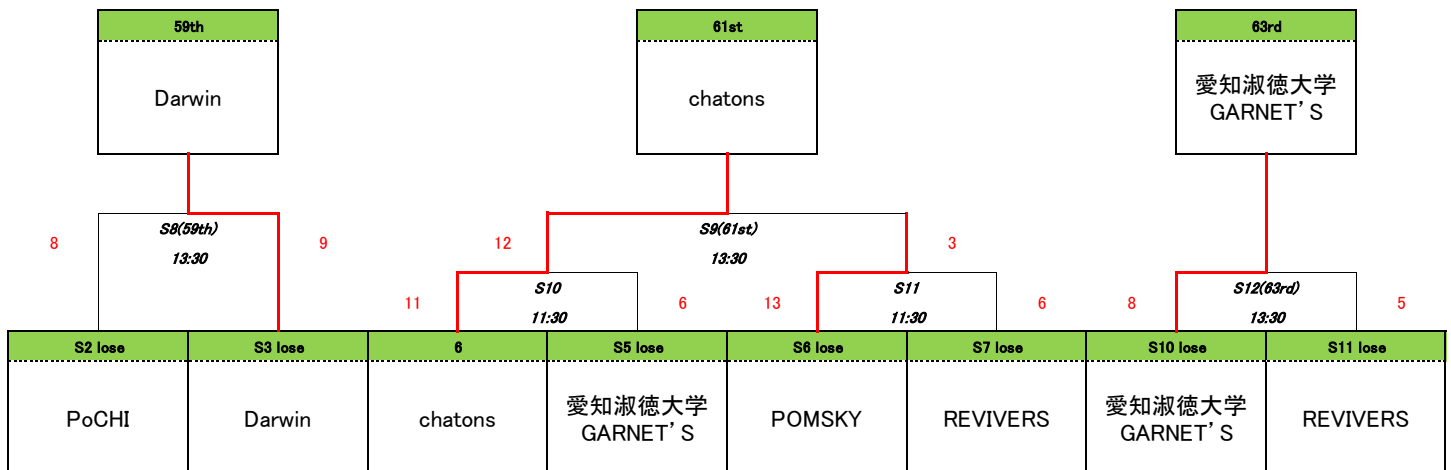 59th
61st
63rd
Darwin
chatons
愛知淑徳大学
GARNET'S
8
S8(59th)
13:30
9
12
S9(61st)
13:30
3
11
S10
11:30
6
13
S11
11:30
6
8
S12(63rd)
13:30
5
S2 lose
S3 lose
6
S5 lose
S6 lose
S7 lose
S10 lose
S11 lose
PoCHI
Darwin
chatons
愛知淑徳大学
GARNET'S
POMSKY
REVIVERS
愛知淑徳大学
GARNET'S
REVIVERS